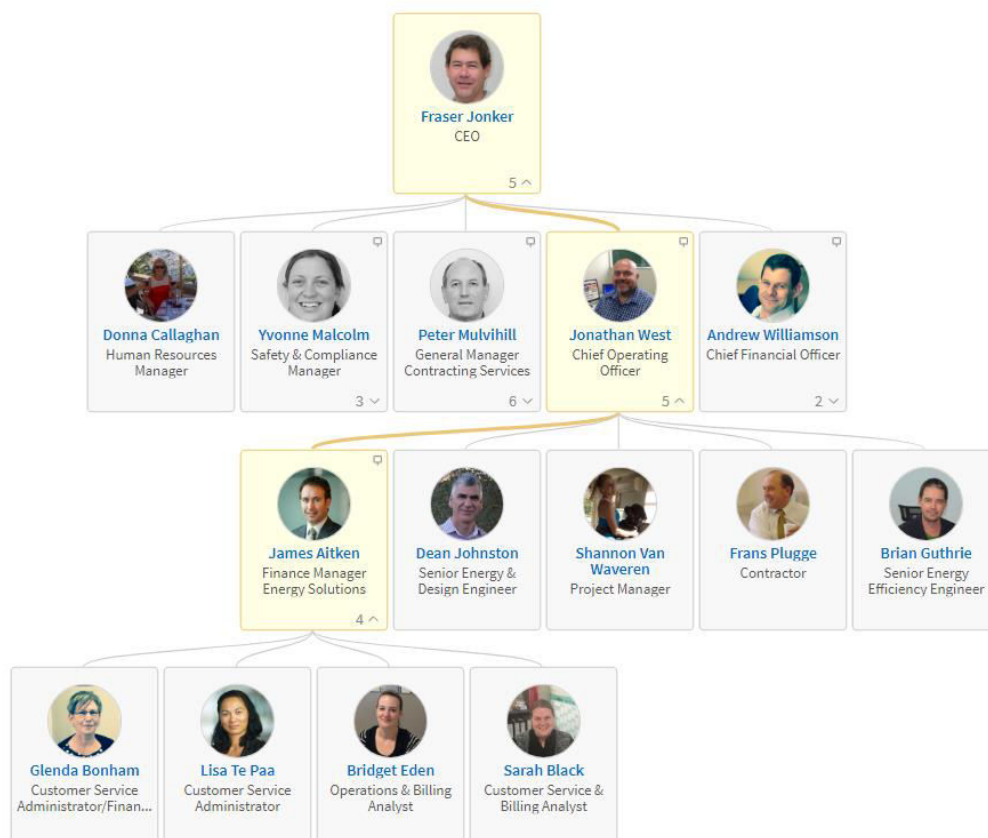 Fraser Jonker
CEO
5
Donna Callaghan
Human Resources
Manager
Yvonne Malcolm
Safety & Compliance
Manager
3
Peter Mulvihill
General Manager
Contracting Services
6
Jonathan West
Chief Operating
Officer
5
Andrew Williamson
Chief Financial Officer
2
James Aitken
Finance Manager
Energy Solutions
4
Dean Johnston
Senior Energy &
Design Engineer
Shannon Van
Waveren
Project Manager
Frans Plugge
Contractor
Brian Guthrie
Senior Energy
Efficiency Engineer
Glenda Bonham
Customer Service
Administrator/Finan...
Lisa Te Paa
Customer Service
Administrator
Bridget Eden
Operations & Billing
Analyst
Sarah Black
Customer Service &
Billing Analyst